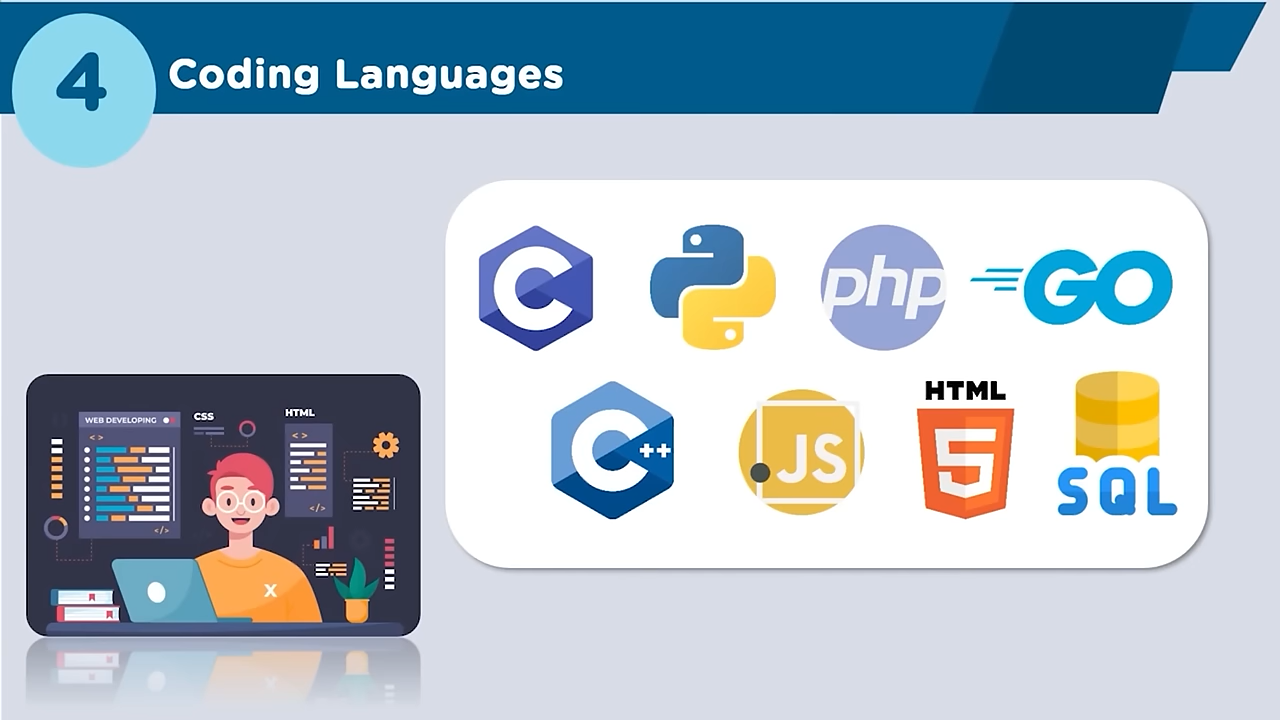 4
Coding Languages
C
php
GO
C++
JS
HTML
5
SQL
WEB DEVELOPING
CSS
HTML
< >
< >
</>
</>
X